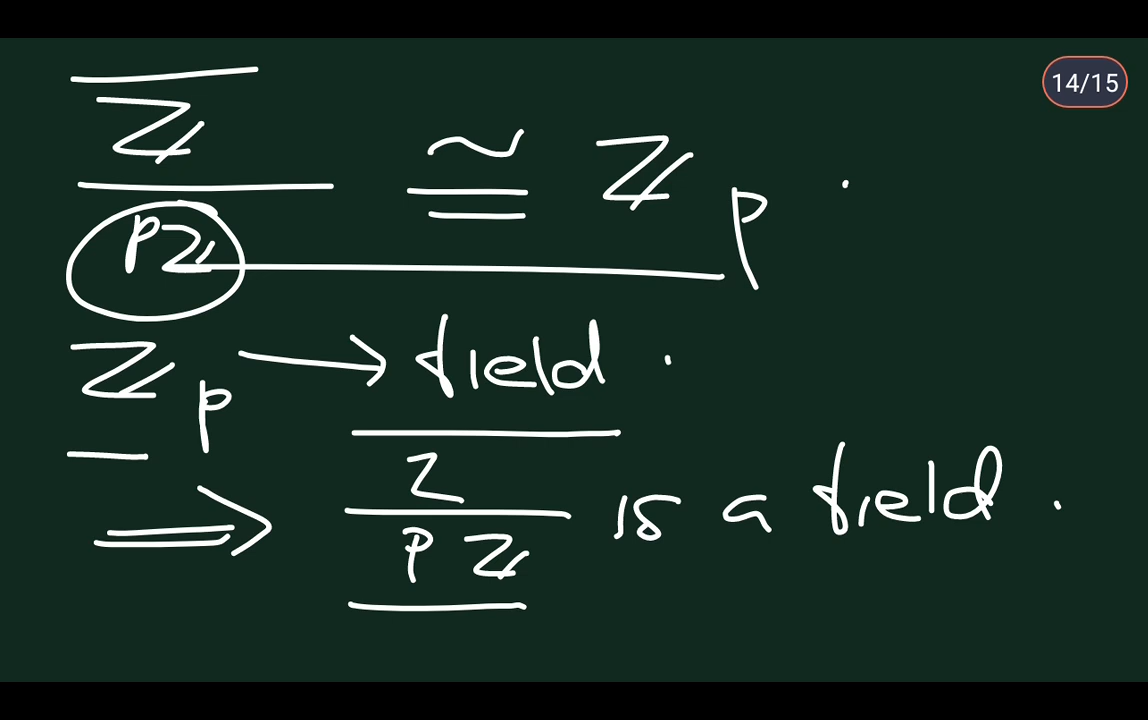 14/15
ℤ/pℤ ≅ ℤp .
ℤp → field .
⇒ Z/pℤ is a field .